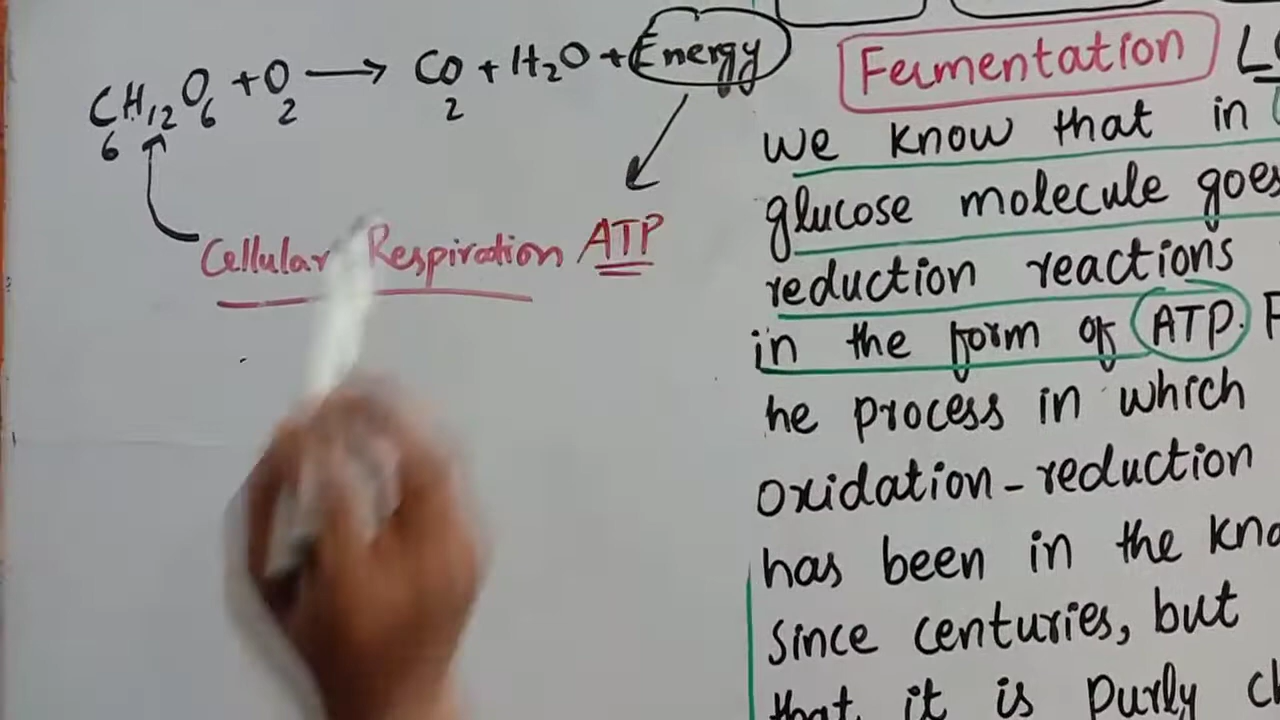 C₆H₁₂O₆ + O₂ → CO₂ + H₂O + Energy
Cellular Respiration ATP
Fermentation
we know that in
glucose molecule goes
reduction reactions
in the form of ATP.
he process in which
oxidation-reduction
has been in the
since centuries, but
that it is purly